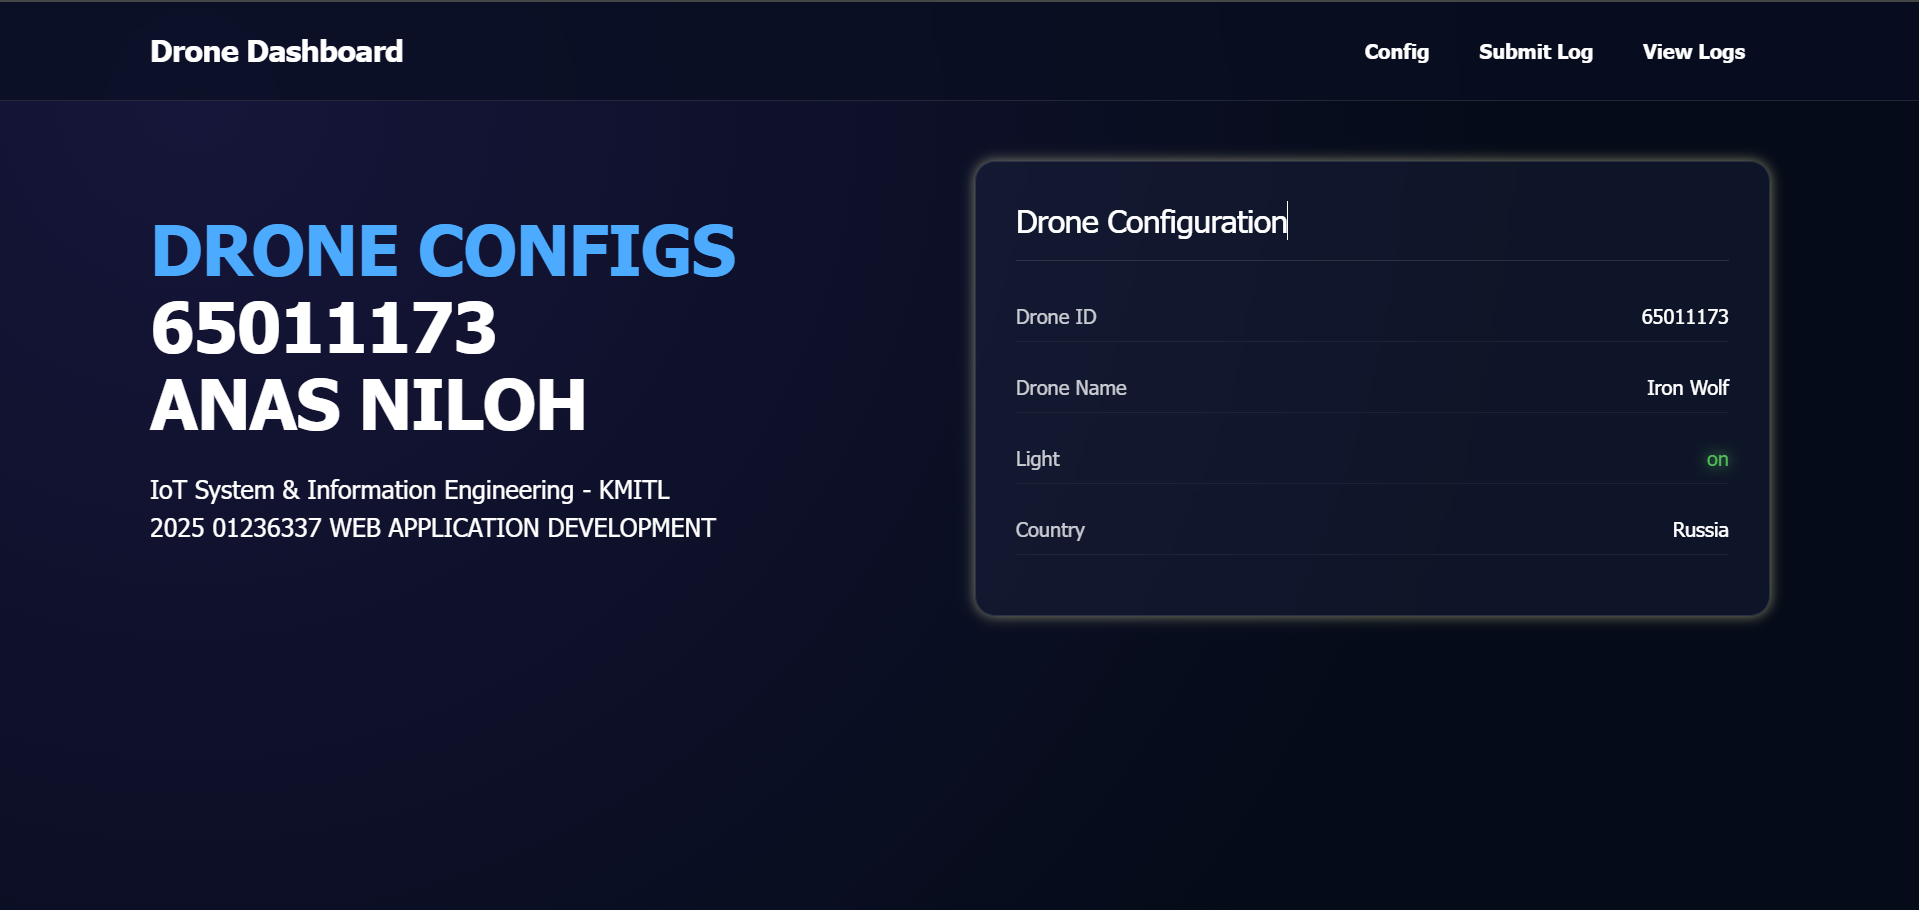 Drone Dashboard
Config
Submit Log
View Logs
DRONE CONFIGS
65011173
ANAS NILOH
IoT System & Information Engineering - KMITL
2025 01236337 WEB APPLICATION DEVELOPMENT
Drone Configuration
Drone ID 65011173
Drone Name Iron Wolf
Light on
Country Russia